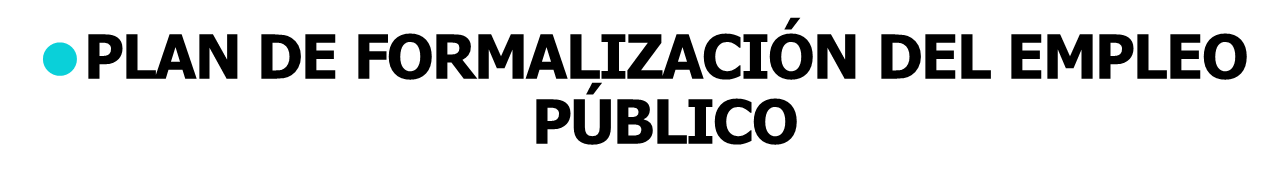 PLAN DE FORMALIZACIÓN DEL EMPLEO
PÚBLICO